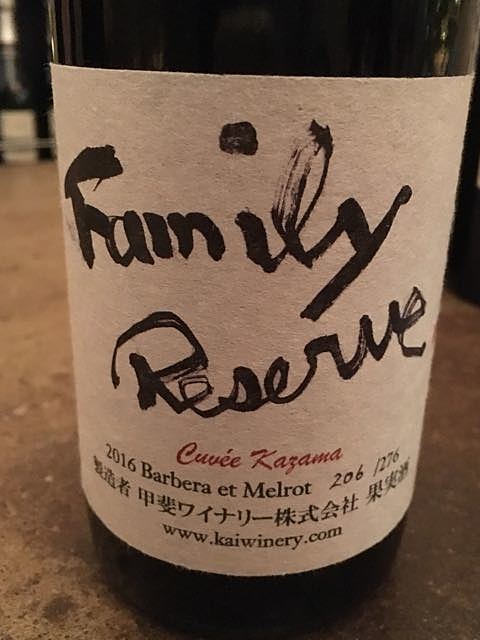 Family
Reserve
Cuvée Kazama
2016 Barbera et Melrot 206 /276
製造者 甲斐ワイナリー株式会社 果実酒
www.kaiwinery.com